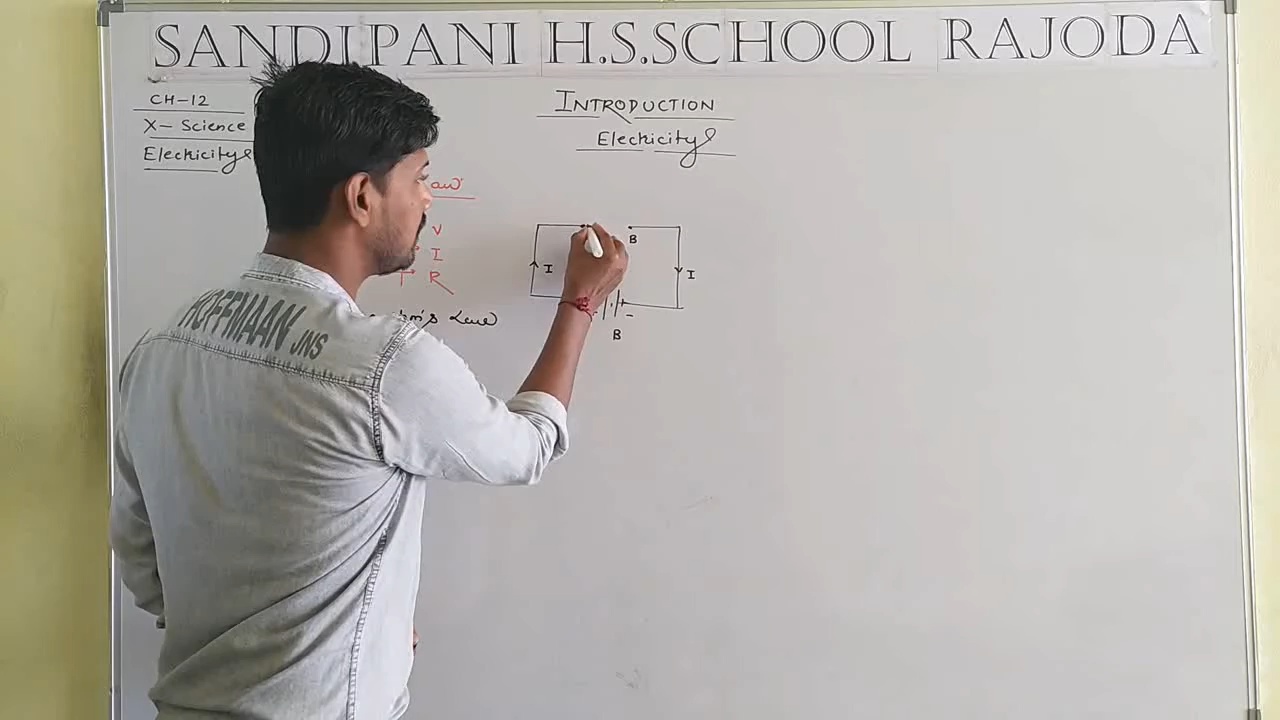 SANDIPANI H.S.SCHOOL RAJODA
CH-12
X- Science
Electricity
INTRODUCTION
Electricity
V
I
R
B
I
I
B
HOFFMAAN JNS